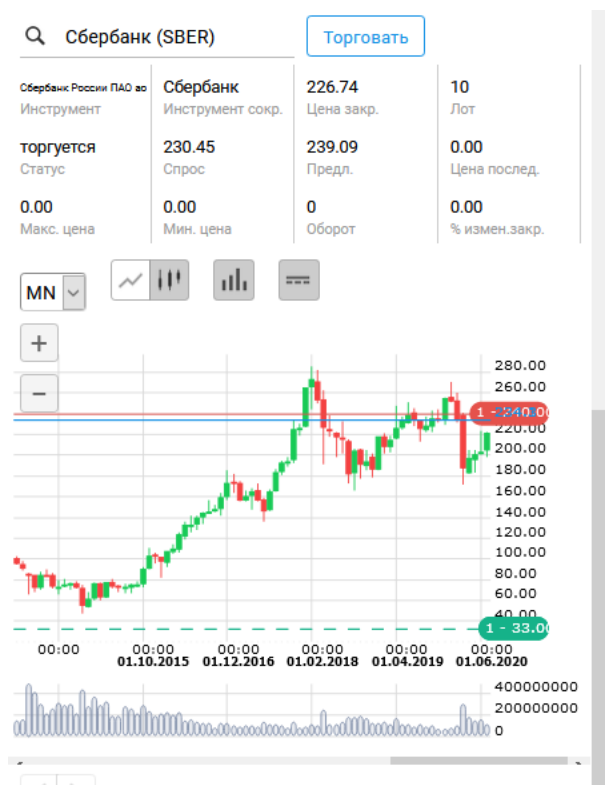 Сбербанк (SBER)
Торговать
Сбербанк России ПАО ао Сбербанк 226.74 10
Инструмент Инструмент сокр. Цена закр. Лот
торгуется 230.45 239.09 0.00
Статус Спрос Предл. Цена послед.
0.00 0.00 0 0.00
Макс. цена Мин. цена Оборот % измен.закр.
MN
+
−
280.00
260.00
220.00
200.00
180.00
160.00
140.00
120.00
100.00
80.00
60.00
40.00
1 - 33.00
00:00 00:00 00:00 00:00 00:00 00:00
01.10.2015 01.12.2016 01.02.2018 01.04.2019 01.06.2020
400000000
200000000
0